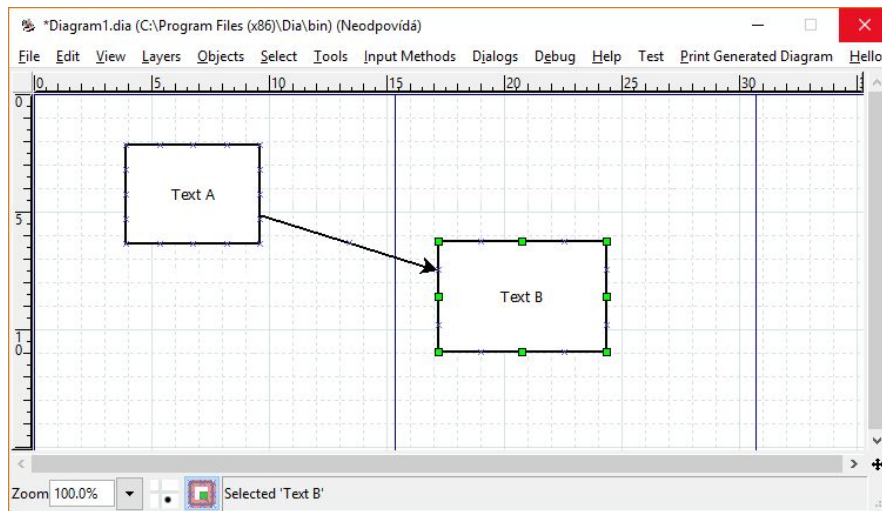 *Diagram1.dia (C:\Program Files (x86)\Dia\bin) (Neodpovídá)
File Edit View Layers Objects Select Tools Input Methods Dialogs Debug Help Test Print Generated Diagram Hello
0 5 10 15 20 25 30
0
5
10
Text A
Text B
Zoom 100.0% Selected 'Text B'